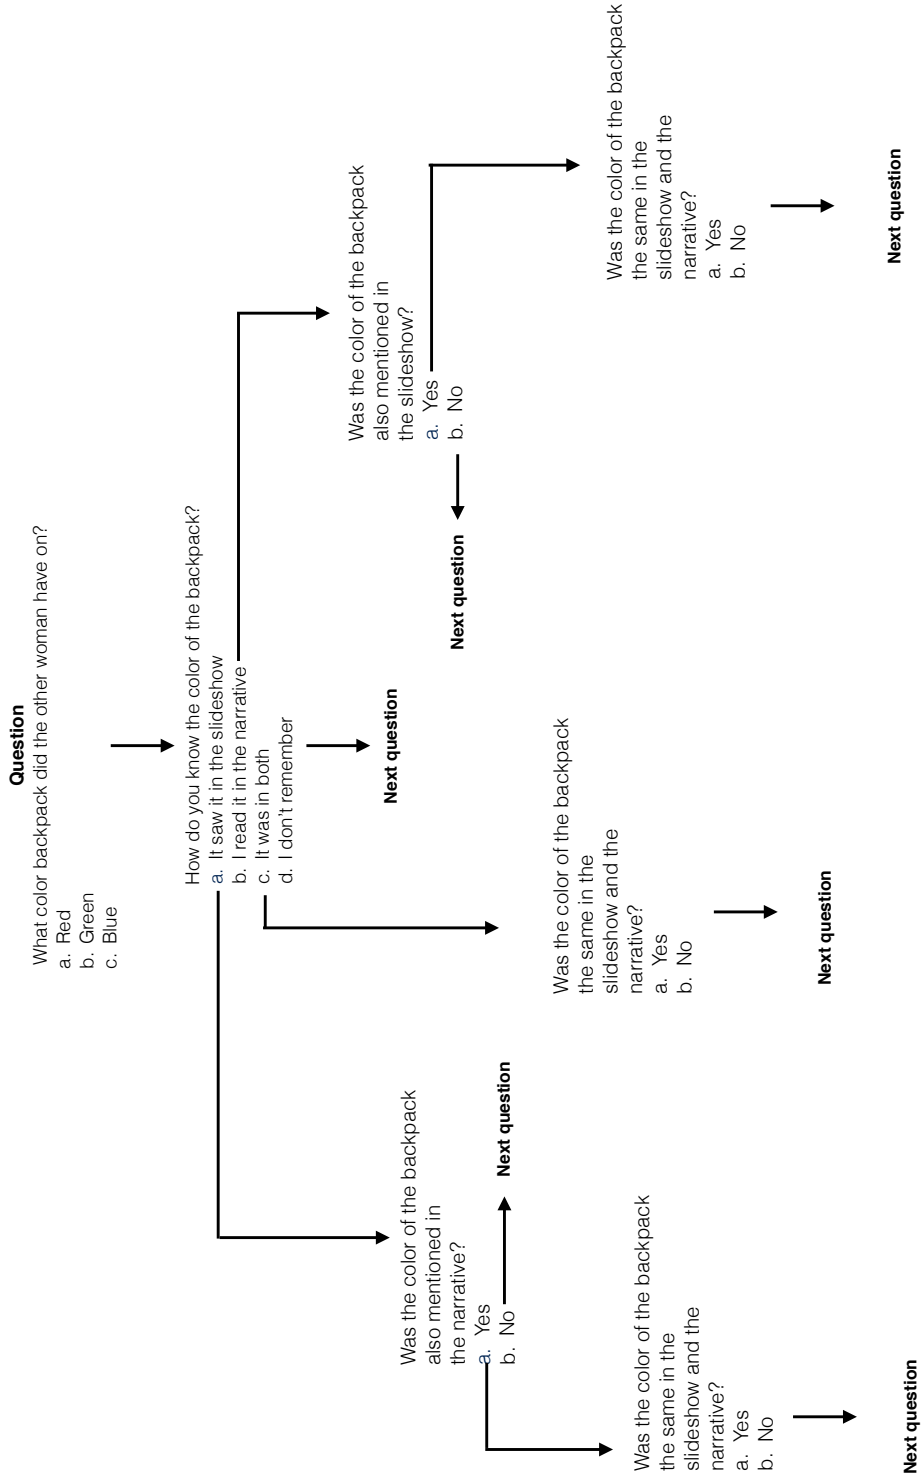 Question
What color backpack did the other woman have on?
a. Red
b. Green
c. Blue
How do you know the color of the backpack?
a. It saw it in the slideshow
b. I read it in the narrative
c. It was in both
d. I don't remember
Next question
Was the color of the backpack
also mentioned in
the narrative?
a. Yes
b. No
Next question
Was the color of the backpack
the same in the
slideshow and the
narrative?
a. Yes
b. No
Next question
Was the color of the backpack
the same in the
slideshow and the
narrative?
a. Yes
b. No
Next question
Was the color of the backpack
also mentioned in
the slideshow?
a. Yes
b. No
Next question
Was the color of the backpack
the same in the
slideshow and the
narrative?
a. Yes
b. No
Next question